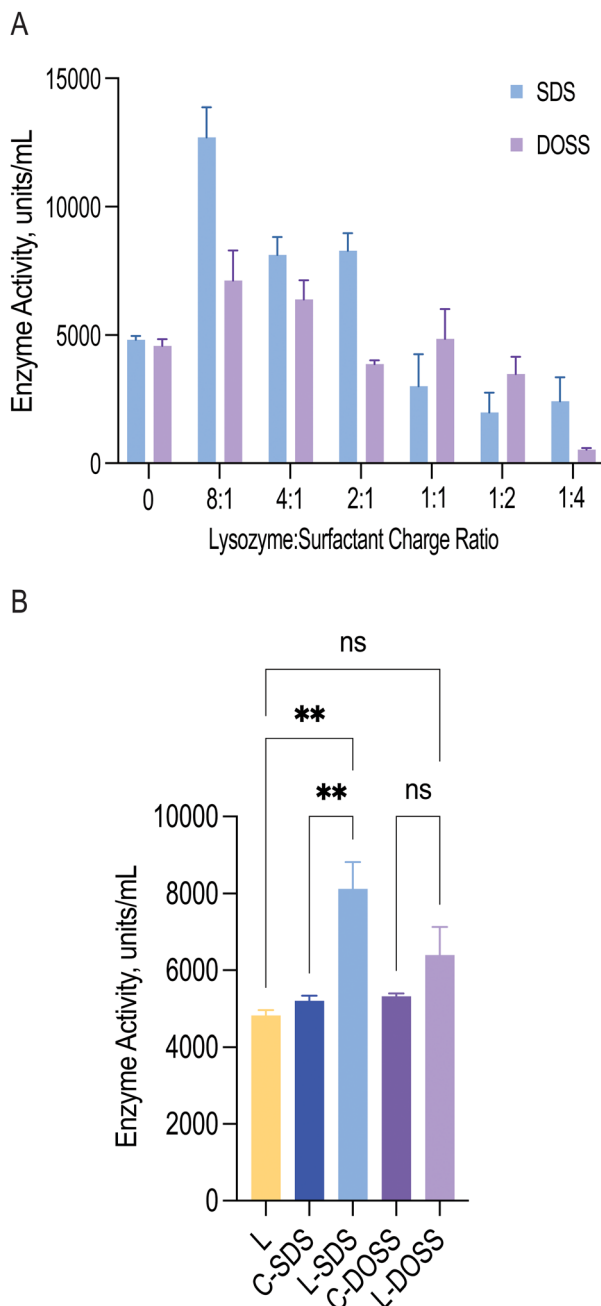 A
15000
10000
5000
0
Enzyme Activity, units/mL
SDS
DOSS
0 8:1 4:1 2:1 1:1 1:2 1:4
Lysozyme:Surfactant Charge Ratio
B
ns
**
** ns
10000
8000
6000
4000
2000
0
Enzyme Activity, units/mL
L
C-SDS
L-SDS
C-DOSS
L-DOSS